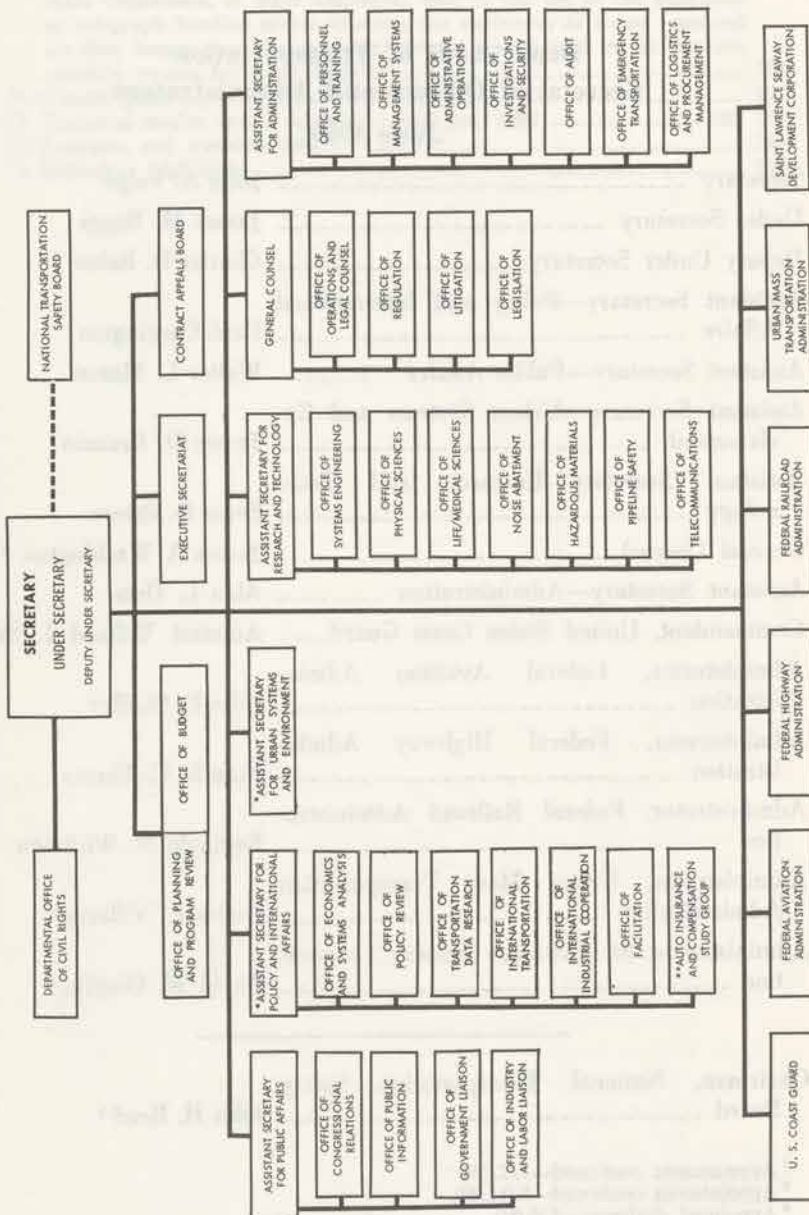 SECRETARY
UNDER SECRETARY
DEPUTY UNDER SECRETARY
DEPARTMENTAL OFFICE
OF CIVIL RIGHTS
NATIONAL TRANSPORTATION
SAFETY BOARD
OFFICE OF PLANNING
AND PROGRAM REVIEW
OFFICE OF BUDGET
EXECUTIVE SECRETARIAT
CONTRACT APPEALS BOARD
ASSISTANT SECRETARY
FOR PUBLIC AFFAIRS
OFFICE OF
CONGRESSIONAL
RELATIONS
OFFICE OF PUBLIC
INFORMATION
OFFICE OF
GOVERNMENT LIAISON
OFFICE OF INDUSTRY
AND LABOR LIAISON
*ASSISTANT SECRETARY FOR
POLICY AND INTERNATIONAL
AFFAIRS
OFFICE OF ECONOMICS
AND SYSTEMS ANALYSIS
OFFICE OF
POLICY REVIEW
OFFICE OF
TRANSPORTATION
DATA RESEARCH
OFFICE OF
INTERNATIONAL
TRANSPORTATION
OFFICE OF
INTERNATIONAL
INDUSTRIAL COOPERATION
*
OFFICE OF
FACILITATION
**AUTO INSURANCE
AND COMPENSATION
STUDY GROUP
*ASSISTANT SECRETARY
FOR URBAN SYSTEMS
AND ENVIRONMENT
ASSISTANT SECRETARY FOR
RESEARCH AND TECHNOLOGY
OFFICE OF
SYSTEMS ENGINEERING
OFFICE OF
PHYSICAL SCIENCES
OFFICE OF
LIFE/MEDICAL SCIENCES
OFFICE OF
NOISE ABATEMENT
OFFICE OF
HAZARDOUS MATERIALS
OFFICE OF
PIPELINE SAFETY
OFFICE OF
TELECOMMUNICATIONS
GENERAL COUNSEL
OFFICE OF
OPERATIONS AND
LEGAL COUNSEL
OFFICE OF
REGULATION
OFFICE OF
LITIGATION
OFFICE OF
LEGISLATION
ASSISTANT SECRETARY
FOR ADMINISTRATION
OFFICE OF PERSONNEL
AND TRAINING
OFFICE OF
MANAGEMENT SYSTEMS
OFFICE OF
ADMINISTRATIVE
OPERATIONS
OFFICE OF
INVESTIGATIONS
AND SECURITY
OFFICE OF AUDIT
OFFICE OF EMERGENCY
TRANSPORTATION
OFFICE OF LOGISTICS
AND PROCUREMENT
MANAGEMENT
U. S. COAST GUARD
FEDERAL AVIATION
ADMINISTRATION
FEDERAL HIGHWAY
ADMINISTRATION
FEDERAL RAILROAD
ADMINISTRATION
URBAN MASS
TRANSPORTATION
ADMINISTRATION
SAINT LAWRENCE SEAWAY
DEVELOPMENT CORPORATION